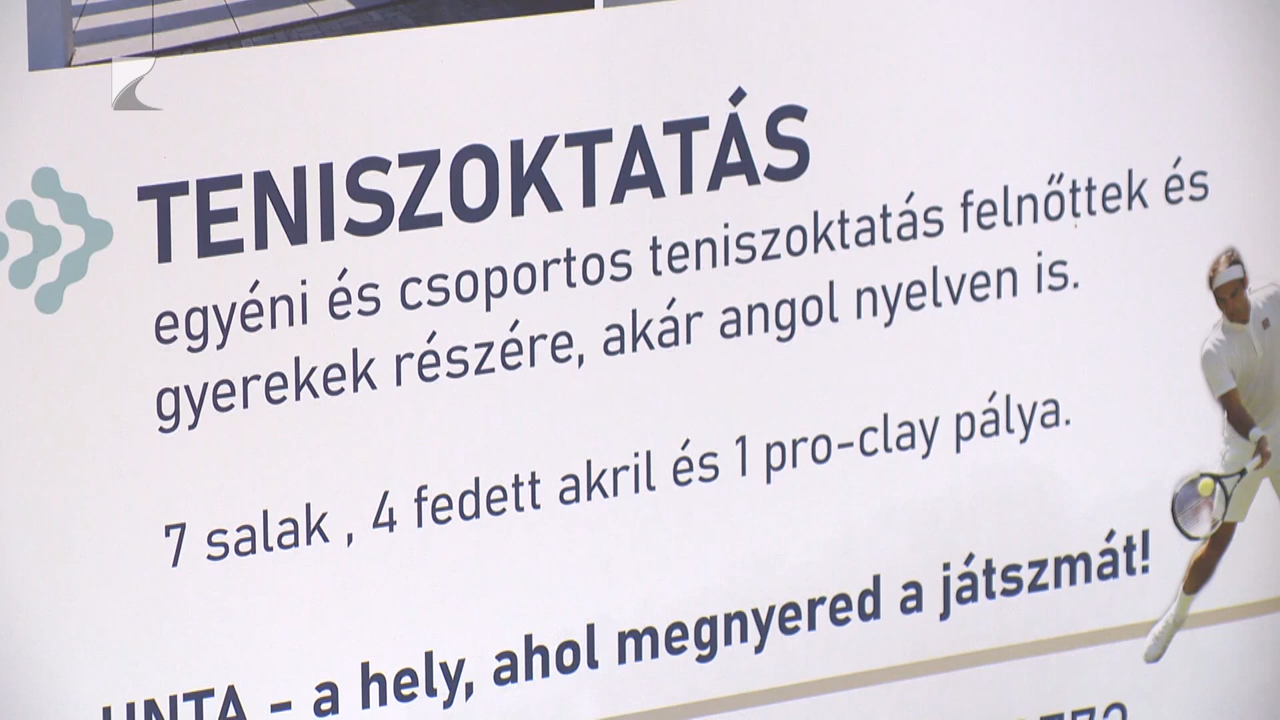 TENISZOKTATÁS
egyéni és csoportos teniszoktatás felnőttek és
gyerekek részére, akár angol nyelven is.
7 salak , 4 fedett akril és 1 pro-clay pálya.
– a hely, ahol megnyered a játszmát!